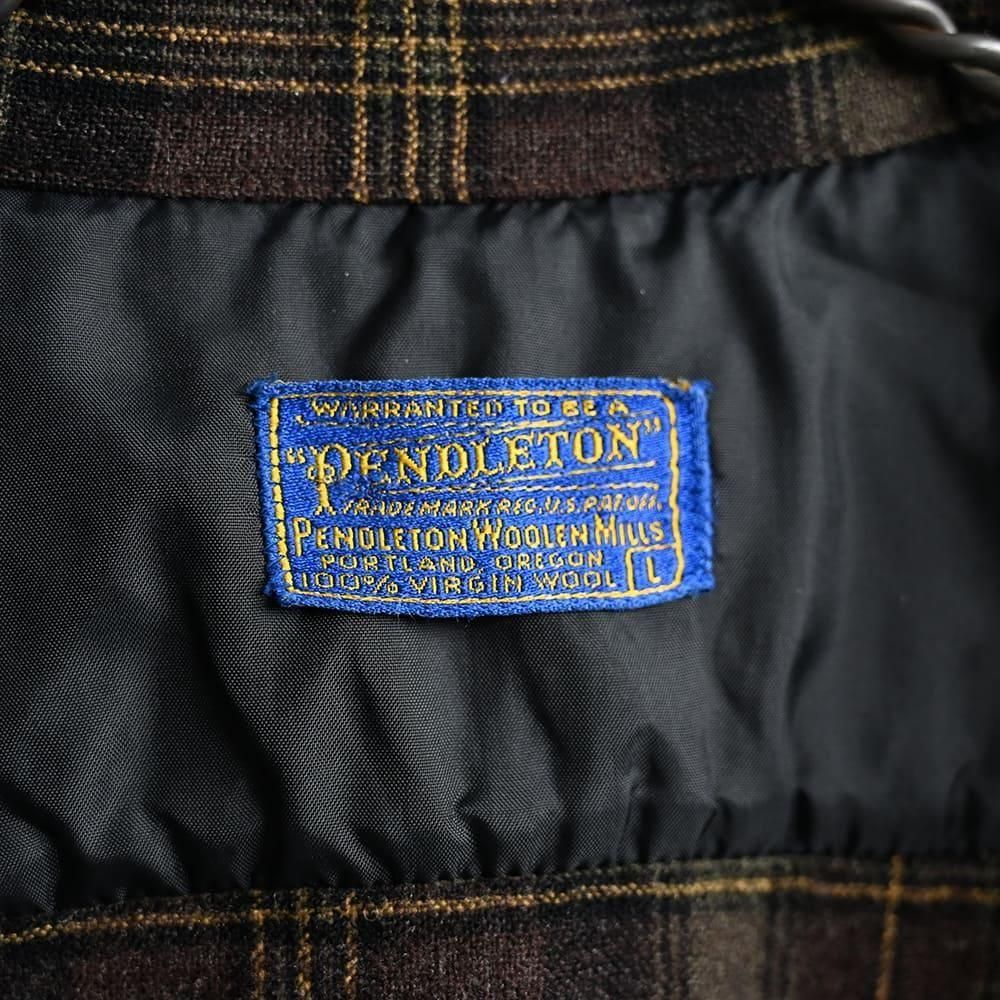 WARRANTED TO BE A
"PENDLETON"
TRADEMARK REG. U.S. PAT. OFF.
PENDLETON WOOLEN MILLS
PORTLAND, OREGON
100% VIRGIN WOOL L